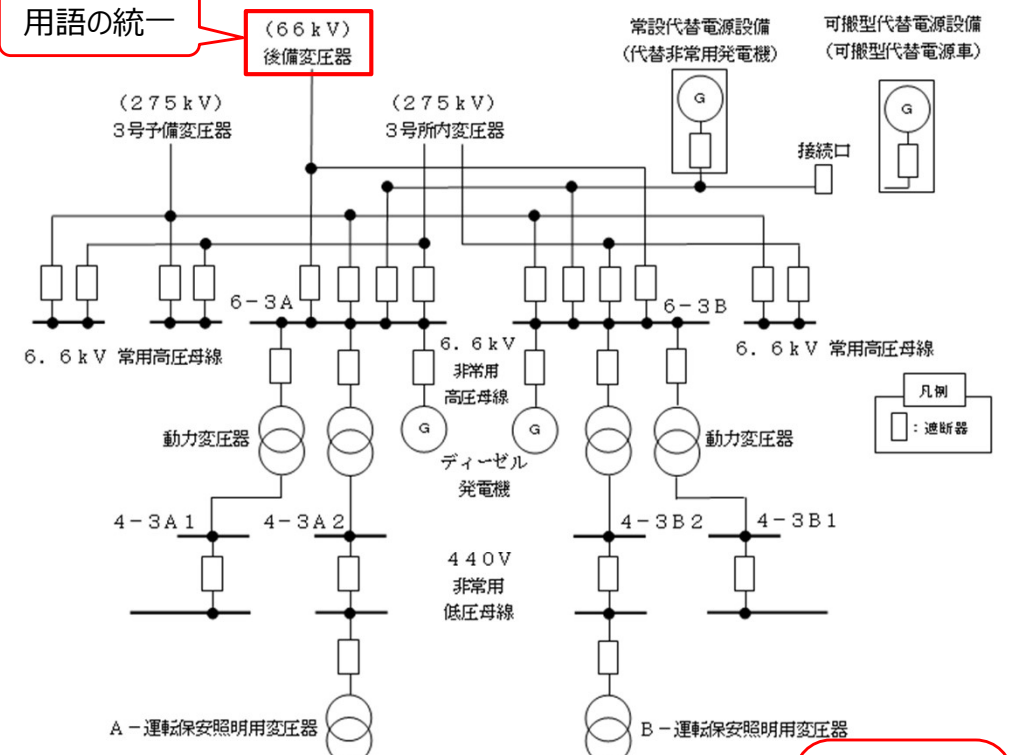 用語の統一
(66kV)
後備変圧器
常設代替電源設備
(代替非常用発電機)
可搬型代替電源設備
(可搬型代替電源車)
G
G
(275kV)
3号予備変圧器
(275kV)
3号所内変圧器
接続口
6-3A
6-3B
6.6kV 常用高圧母線
6.6kV
非常用
高圧母線
6.6kV 常用高圧母線
凡例
:遮断器
動力変圧器
G
G
動力変圧器
ディーゼル
発電機
4-3A1
4-3A2
4-3B2
4-3B1
440V
非常用
低圧母線
A-運転保安照明用変圧器
B-運転保安照明用変圧器